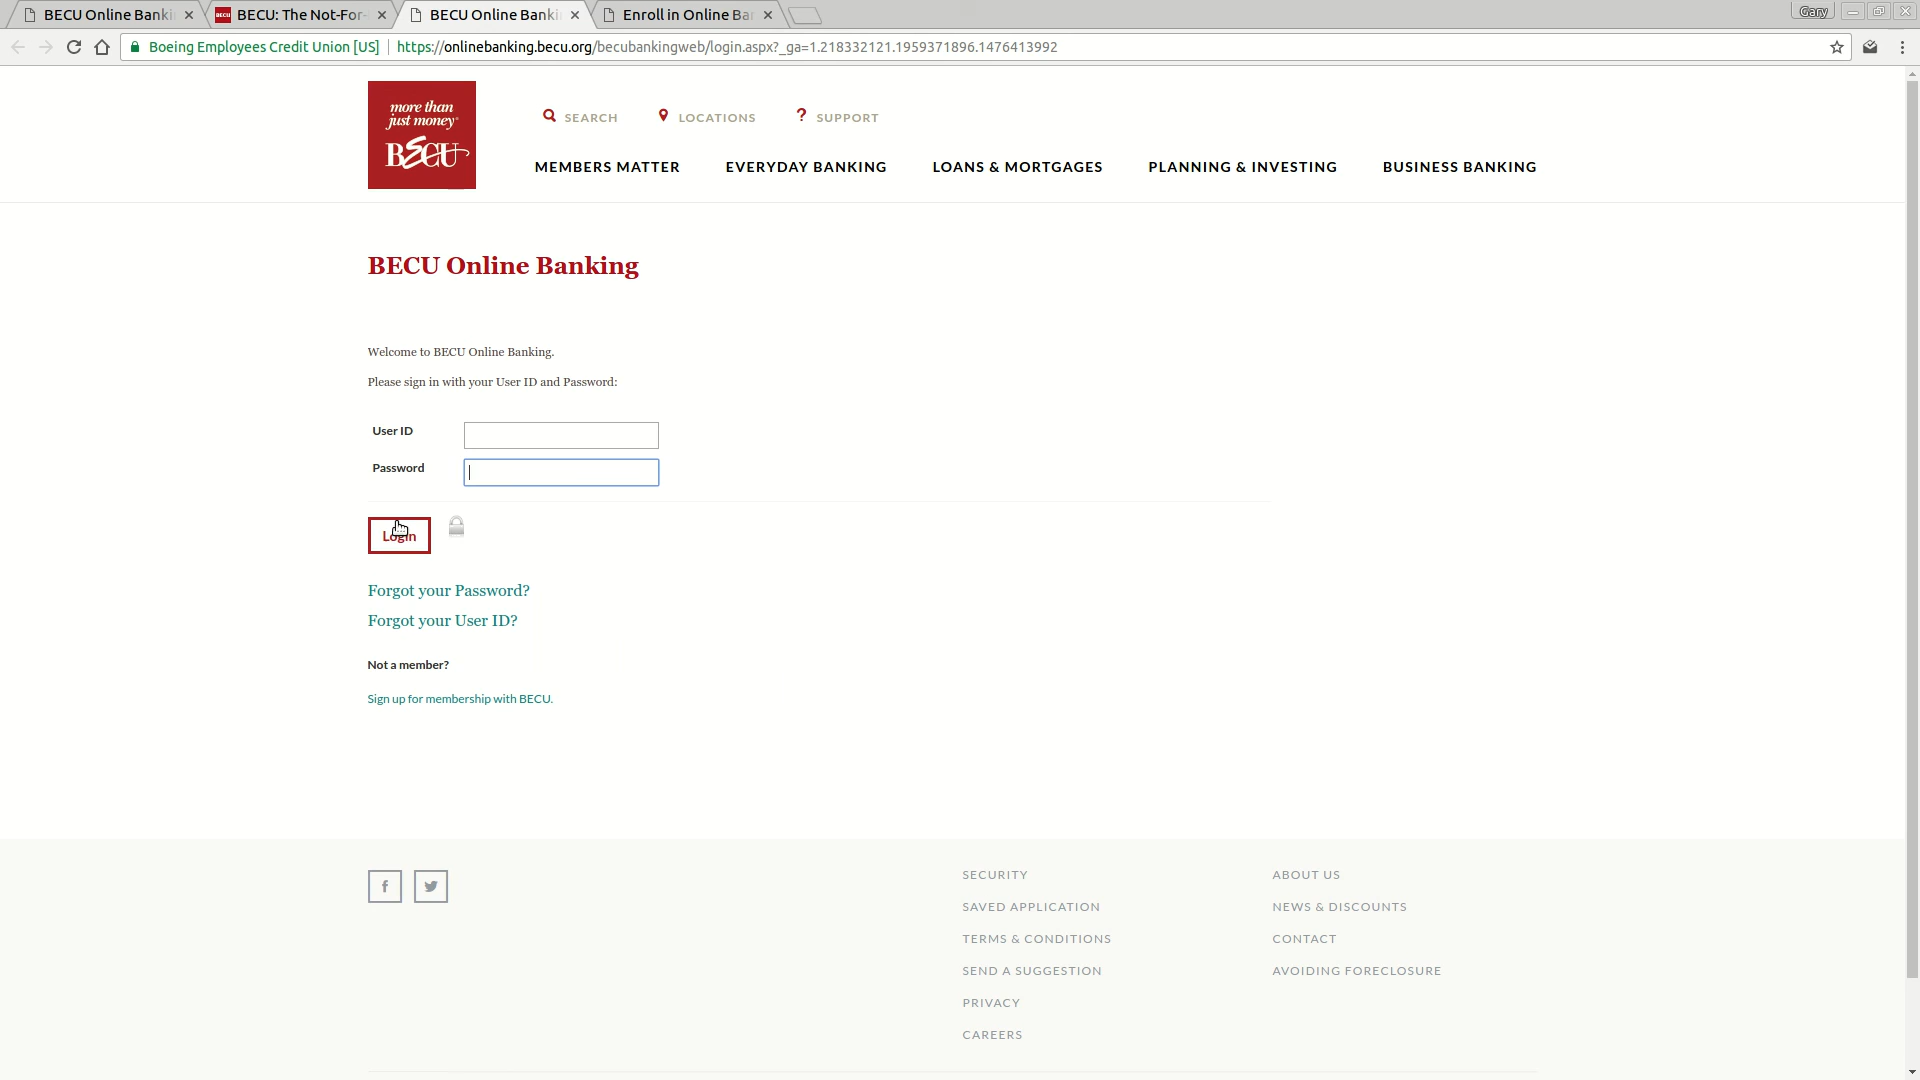 BECU Online Banki
BECU: The Not-For-
BECU Online Banki
Enroll in Online Ban
Gary
Boeing Employees Credit Union [US]
https://onlinebanking.becu.org/becubankingweb/login.aspx?_ga=1.218332121.1959371896.1476413992
more than
just money
BECU
SEARCH
LOCATIONS
? SUPPORT
MEMBERS MATTER
EVERYDAY BANKING
LOANS & MORTGAGES
PLANNING & INVESTING
BUSINESS BANKING
BECU Online Banking
Welcome to BECU Online Banking.
Please sign in with your User ID and Password:
User ID
Password
Login
Forgot your Password?
Forgot your User ID?
Not a member?
Sign up for membership with BECU.
SECURITY
SAVED APPLICATION
TERMS & CONDITIONS
SEND A SUGGESTION
PRIVACY
CAREERS
ABOUT US
NEWS & DISCOUNTS
CONTACT
AVOIDING FORECLOSURE